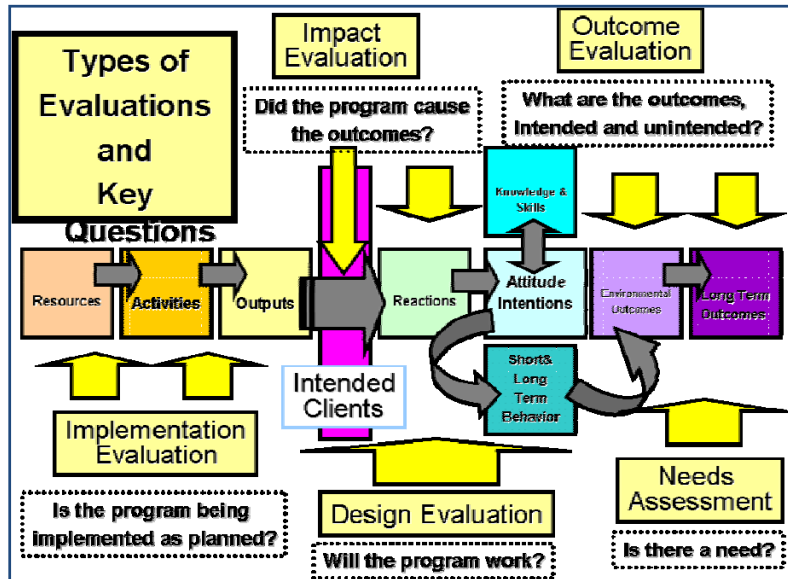 Types of
Evaluations
and
Key
Questions
Impact
Evaluation
Did the program cause
the outcomes?
Outcome
Evaluation
What are the outcomes,
Intended and unintended?
Knowledge &
Skills
Resources
Activities
Outputs
Reactions
Attitude
Intentions
Environmental
Outcomes
Long Term
Outcomes
Intended
Clients
Short&
Long
Term
Behavior
Implementation
Evaluation
Is the program being
implemented as planned?
Design Evaluation
Will the program work?
Needs
Assessment
Is there a need?